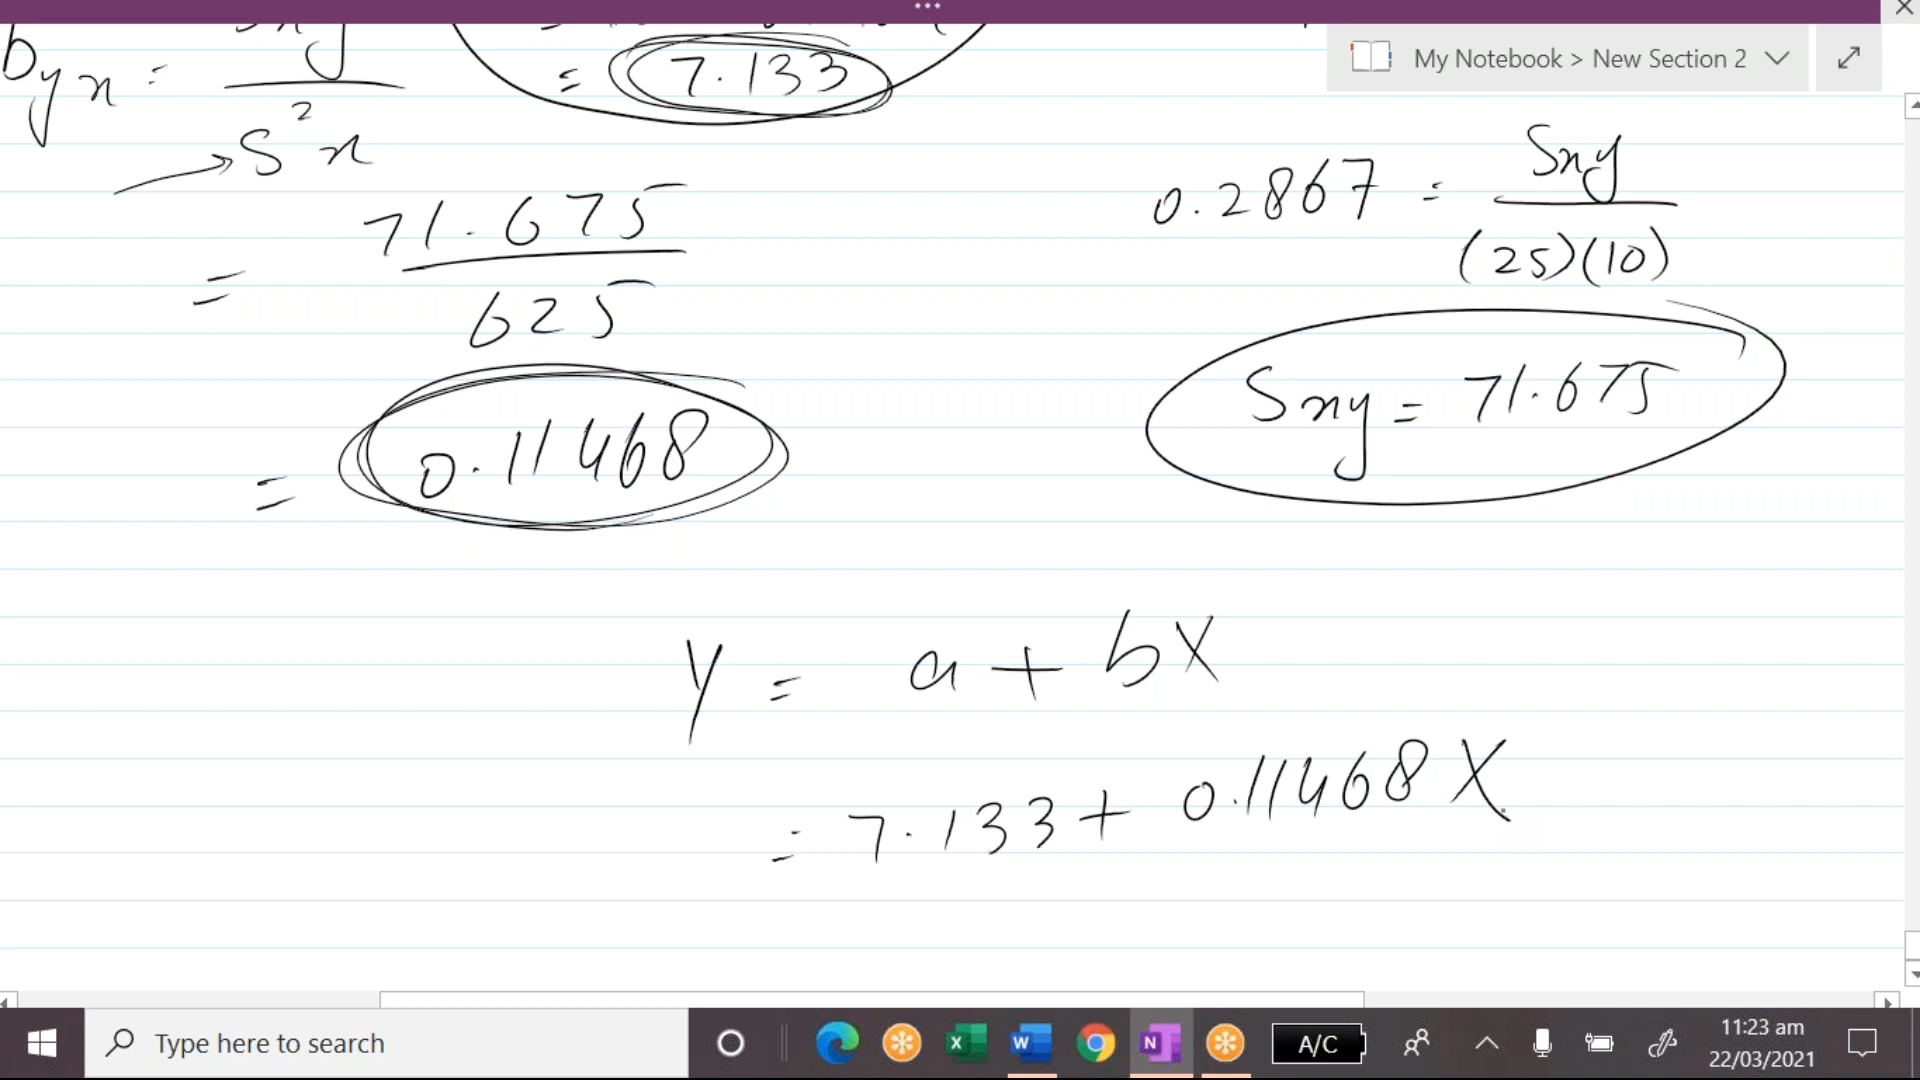 My Notebook > New Section 2
byx =
S²x
= 7.133
= 71.675 / 625
= 0.11468
0.2867 = Sxy / (25)(10)
Sxy = 71.675
Y = a + bX
= 7.133 + 0.11468 X
Type here to search
A/C
11:23 am
22/03/2021